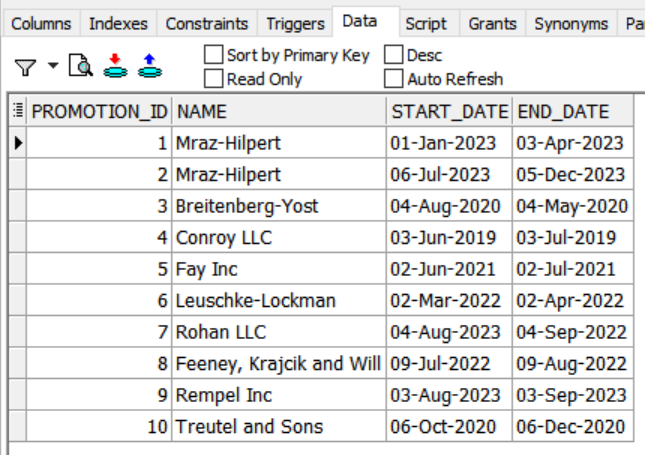 Columns Indexes Constraints Triggers Data Script Grants Synonyms Pa
Sort by Primary Key Desc
Read Only Auto Refresh
PROMOTION_ID NAME START_DATE END_DATE
1 Mraz-Hilpert 01-Jan-2023 03-Apr-2023
2 Mraz-Hilpert 06-Jul-2023 05-Dec-2023
3 Breitenberg-Yost 04-Aug-2020 04-May-2020
4 Conroy LLC 03-Jun-2019 03-Jul-2019
5 Fay Inc 02-Jun-2021 02-Jul-2021
6 Leuschke-Lockman 02-Mar-2022 02-Apr-2022
7 Rohan LLC 04-Aug-2023 04-Sep-2022
8 Feeney, Krajcik and Will 09-Jul-2022 09-Aug-2022
9 Rempel Inc 03-Aug-2023 03-Sep-2023
10 Treutel and Sons 06-Oct-2020 06-Dec-2020